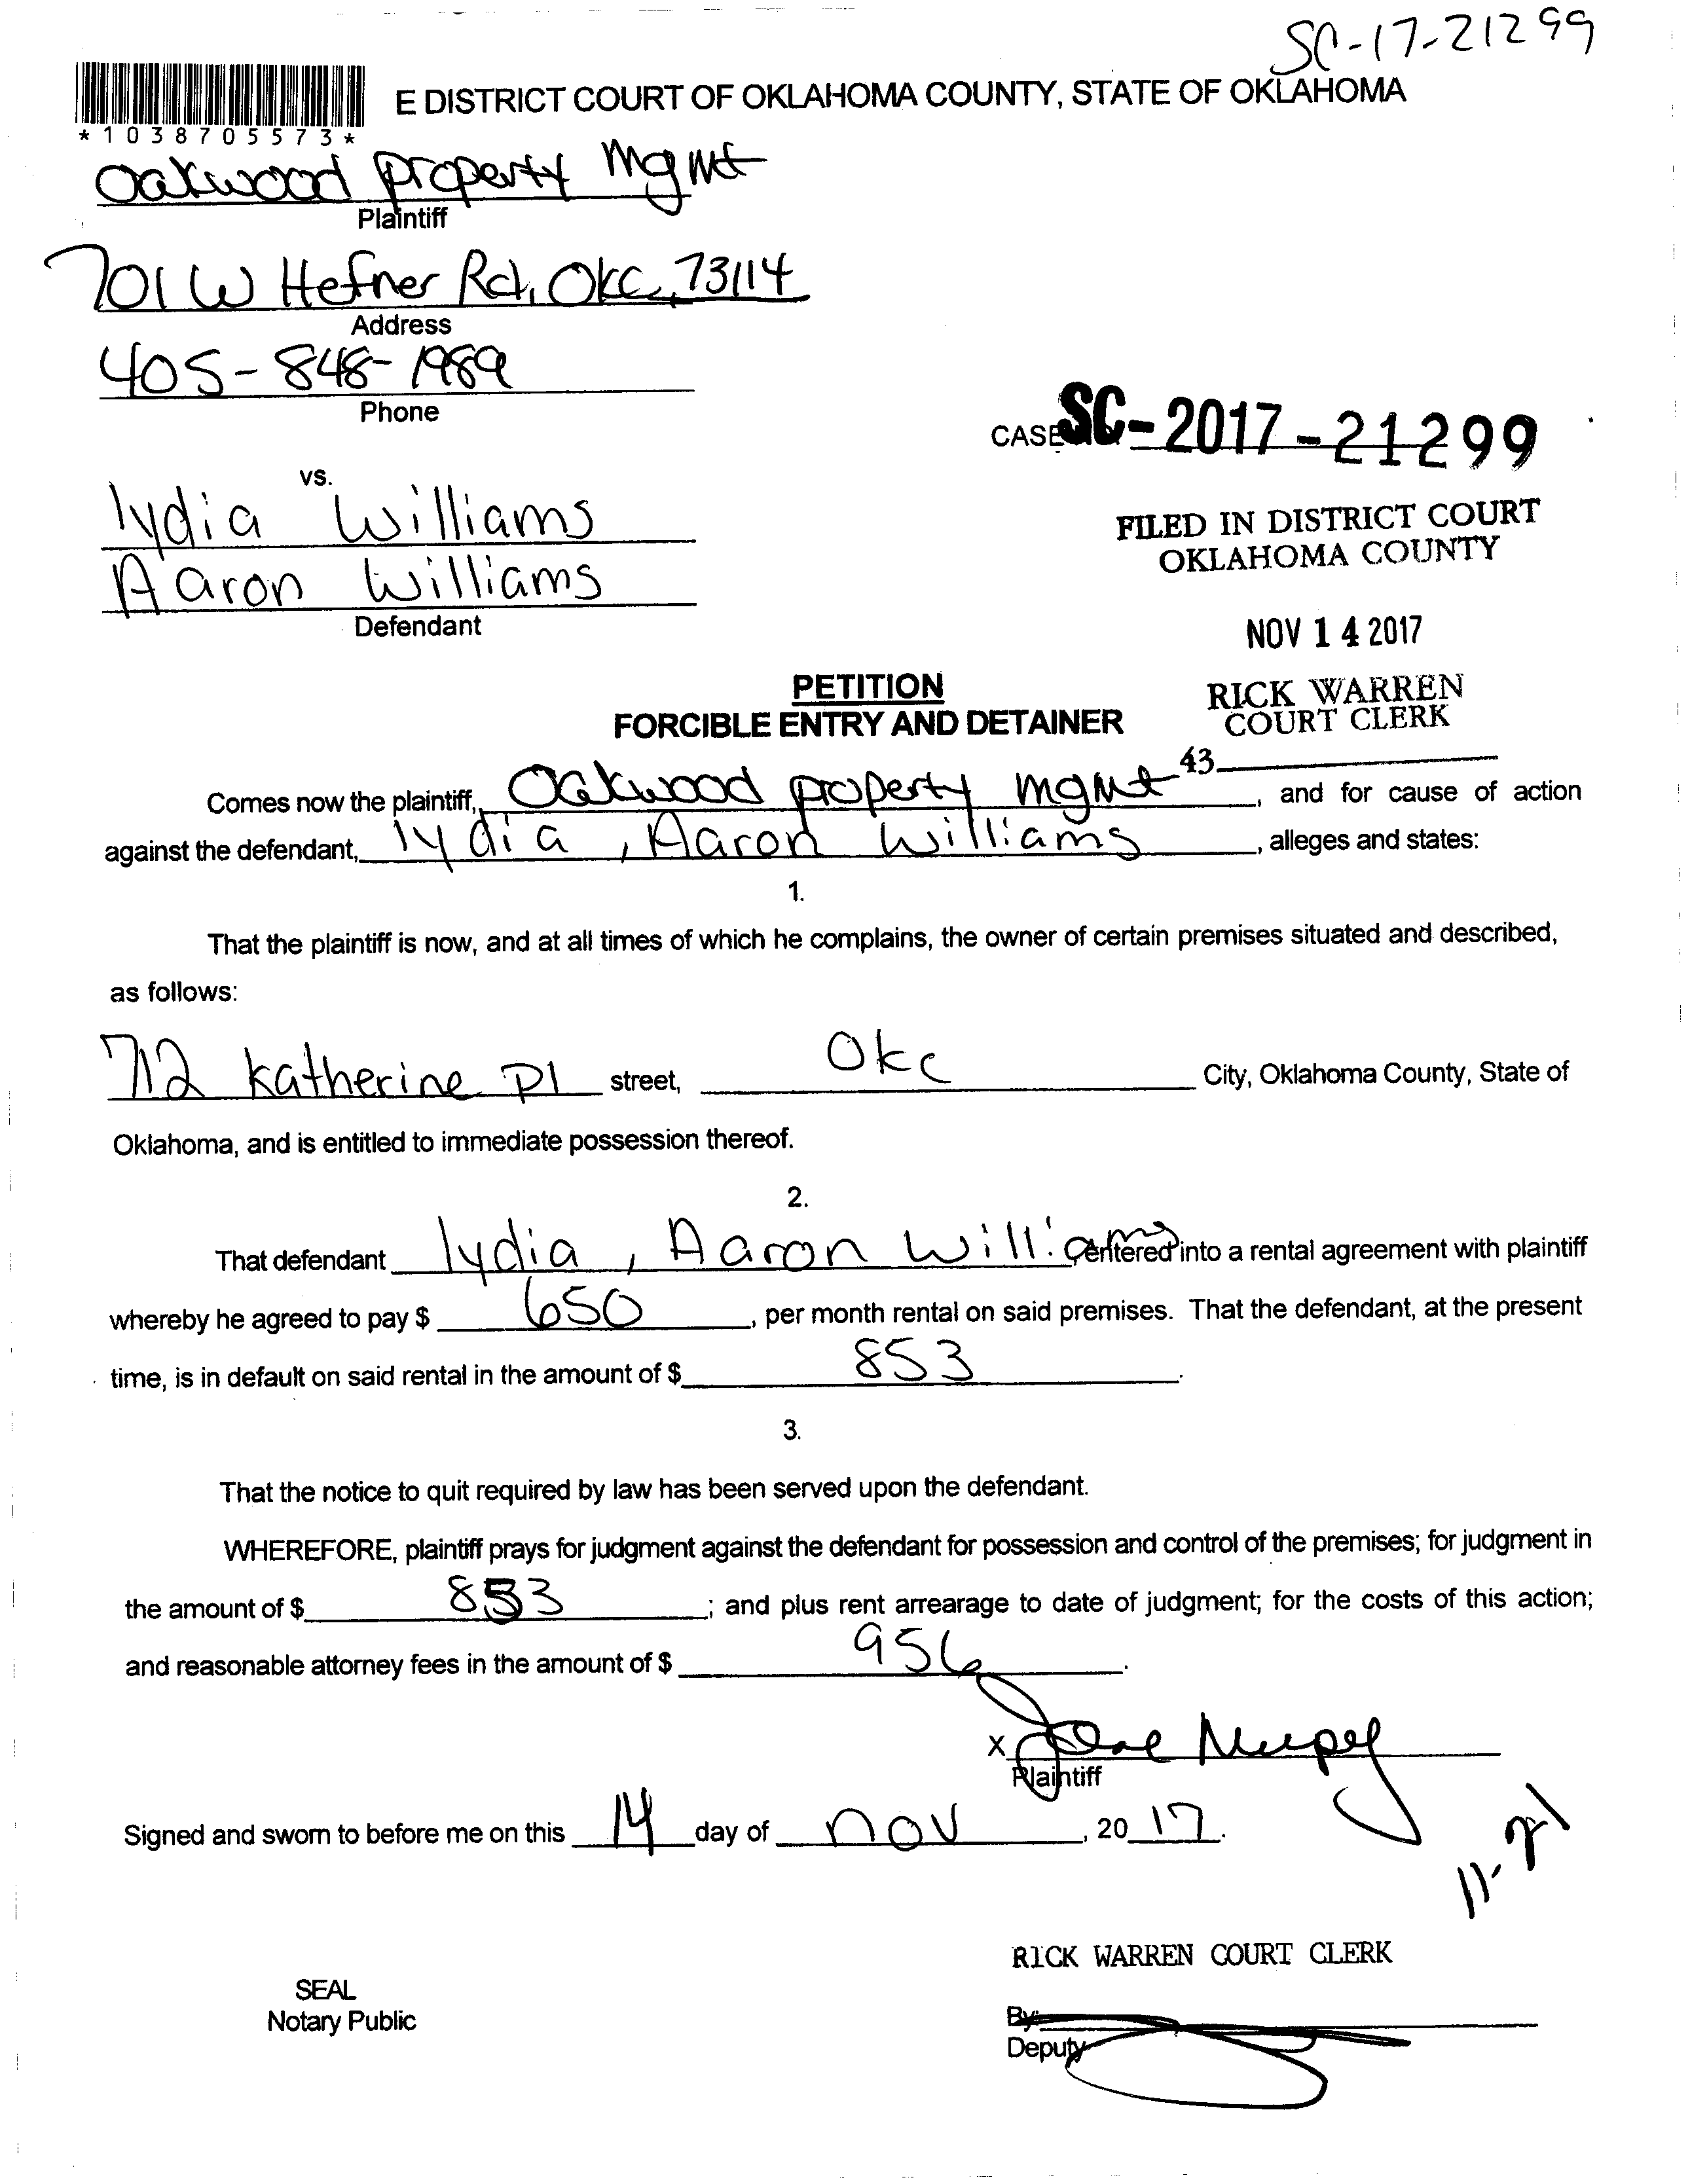 SC-17-21299
E DISTRICT COURT OF OKLAHOMA COUNTY, STATE OF OKLAHOMA
*1038705573*
Oakwood property Mgmt
Plaintiff
701 W Hefner Rd, Okc, 73114
Address
405-848-1989
Phone
CASE SC-2017-21299
vs.
lydia Williams
Aaron Williams
Defendant
FILED IN DISTRICT COURT
OKLAHOMA COUNTY
NOV 14 2017
RICK WARREN
COURT CLERK
43
PETITION
FORCIBLE ENTRY AND DETAINER
Comes now the plaintiff, Oakwood property mgmt, and for cause of action
against the defendant, lydia, Aaron Williams, alleges and states:
1.
That the plaintiff is now, and at all times of which he complains, the owner of certain premises situated and described,
as follows:
712 Katherine Pl street, Okc City, Oklahoma County, State of
Oklahoma, and is entitled to immediate possession thereof.
2.
That defendant lydia, Aaron Williams entered into a rental agreement with plaintiff
whereby he agreed to pay $ 650, per month rental on said premises. That the defendant, at the present
time, is in default on said rental in the amount of $ 853.
3.
That the notice to quit required by law has been served upon the defendant.
WHEREFORE, plaintiff prays for judgment against the defendant for possession and control of the premises; for judgment in
the amount of $ 853; and plus rent arrearage to date of judgment; for the costs of this action;
and reasonable attorney fees in the amount of $ 956.
X
Plaintiff
Signed and sworn to before me on this 14 day of nov, 20 17.
11-21
RICK WARREN COURT CLERK
SEAL
Notary Public
By:
Deputy